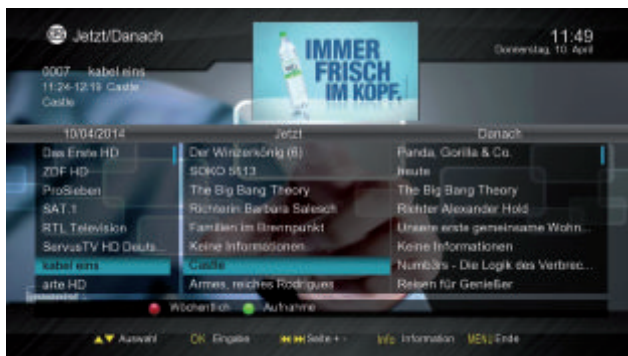 Jetzt/Danach
11:49
Donnerstag, 10. April
0007 kabel eins
11:24-12:19 Castle
Castle
IMMER
FRISCH
IM KOPF.
10/04/2014 Jetzt Danach
Das Erste HD Der Winzerkönig (6) Panda, Gorilla & Co.
ZDF HD SOKO 5113 heute
ProSieben The Big Bang Theory The Big Bang Theory
SAT.1 Richterin Barbara Salesch Richter Alexander Hold
RTL Television Familien im Brennpunkt Unsere erste gemeinsame Wohn...
ServusTV HD Deuts... Keine Informationen Keine Informationen
kabel eins Castle Numb3rs - Die Logik des Verbrec...
arte HD Armes, reiches Rodrigues Reisen für Genießer
Wöchentlich Aufnahme
Auswahl OK Eingabe Seite + - Info Information MENU Ende